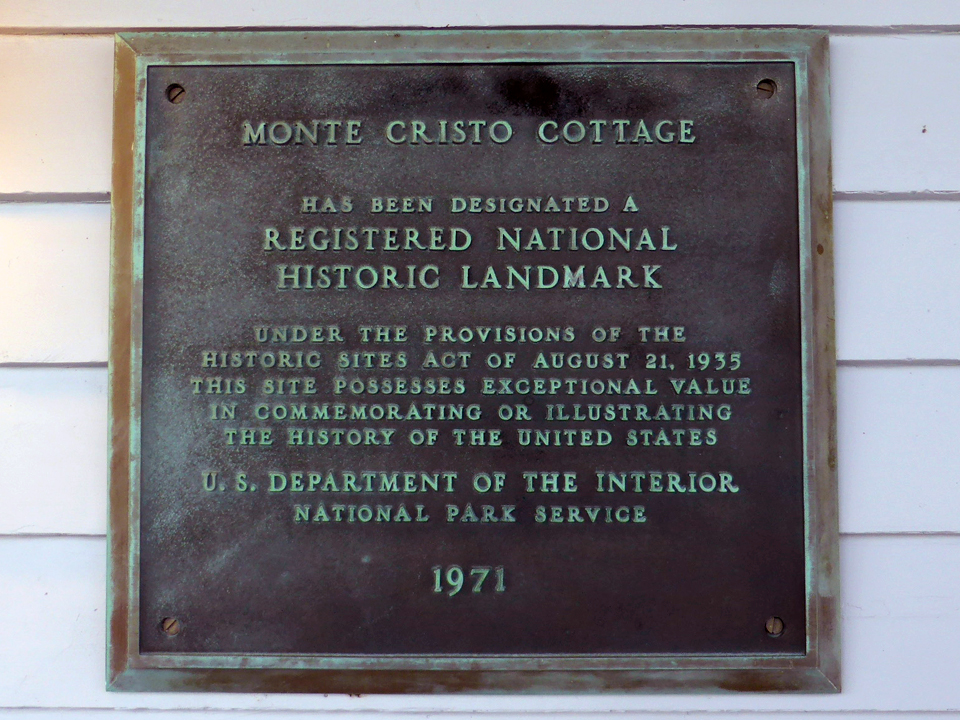 MONTE CRISTO COTTAGE
HAS BEEN DESIGNATED A
REGISTERED NATIONAL
HISTORIC LANDMARK
UNDER THE PROVISIONS OF THE
HISTORIC SITES ACT OF AUGUST 21, 1935
THIS SITE POSSESSES EXCEPTIONAL VALUE
IN COMMEMORATING OR ILLUSTRATING
THE HISTORY OF THE UNITED STATES
U. S. DEPARTMENT OF THE INTERIOR
NATIONAL PARK SERVICE
1971